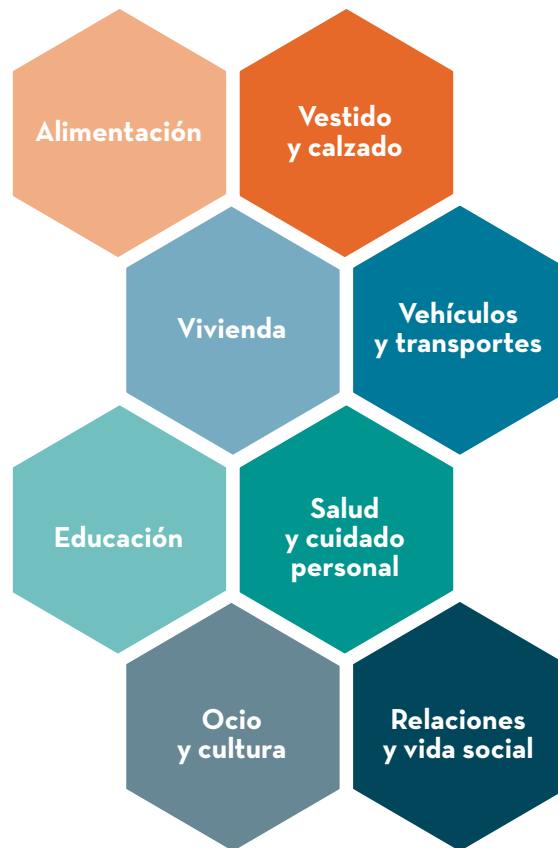 Alimentación
Vestido
y calzado
Vivienda
Vehículos
y transportes
Educación
Salud
y cuidado
personal
Ocio
y cultura
Relaciones
y vida social